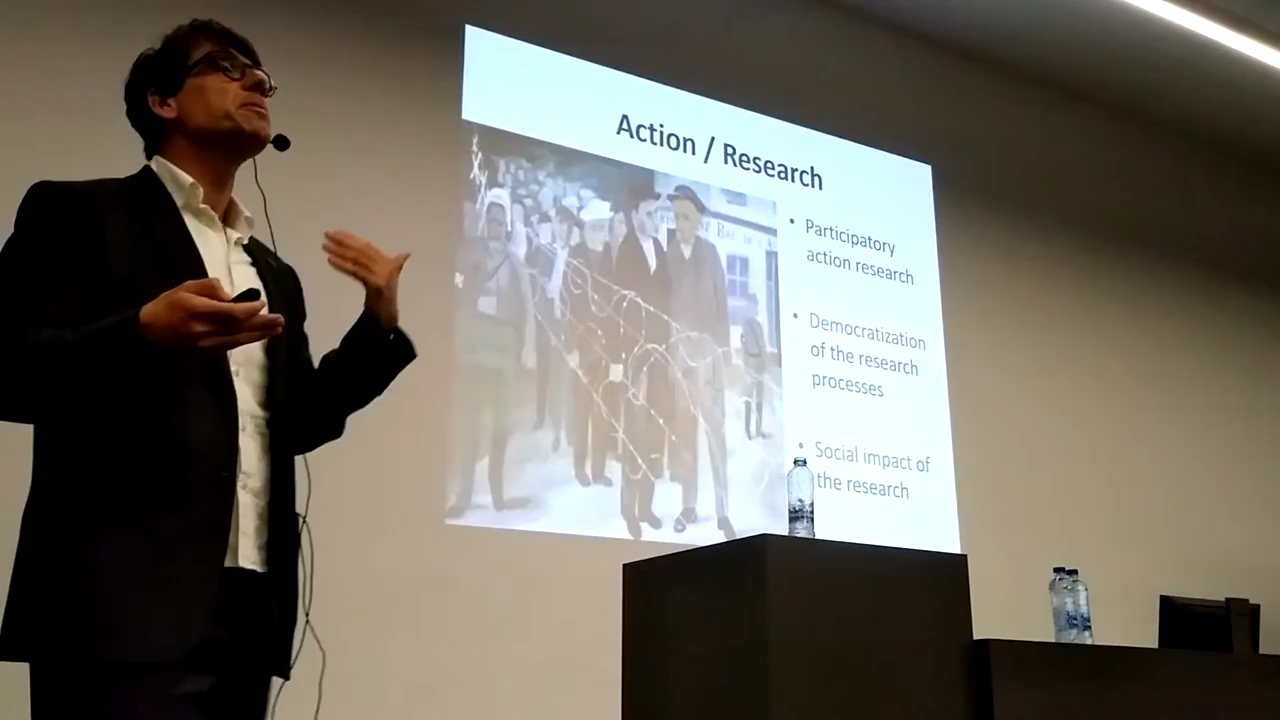 Action / Research
• Participatory
action research
• Democratization
of the research
processes
• Social impact of
the research